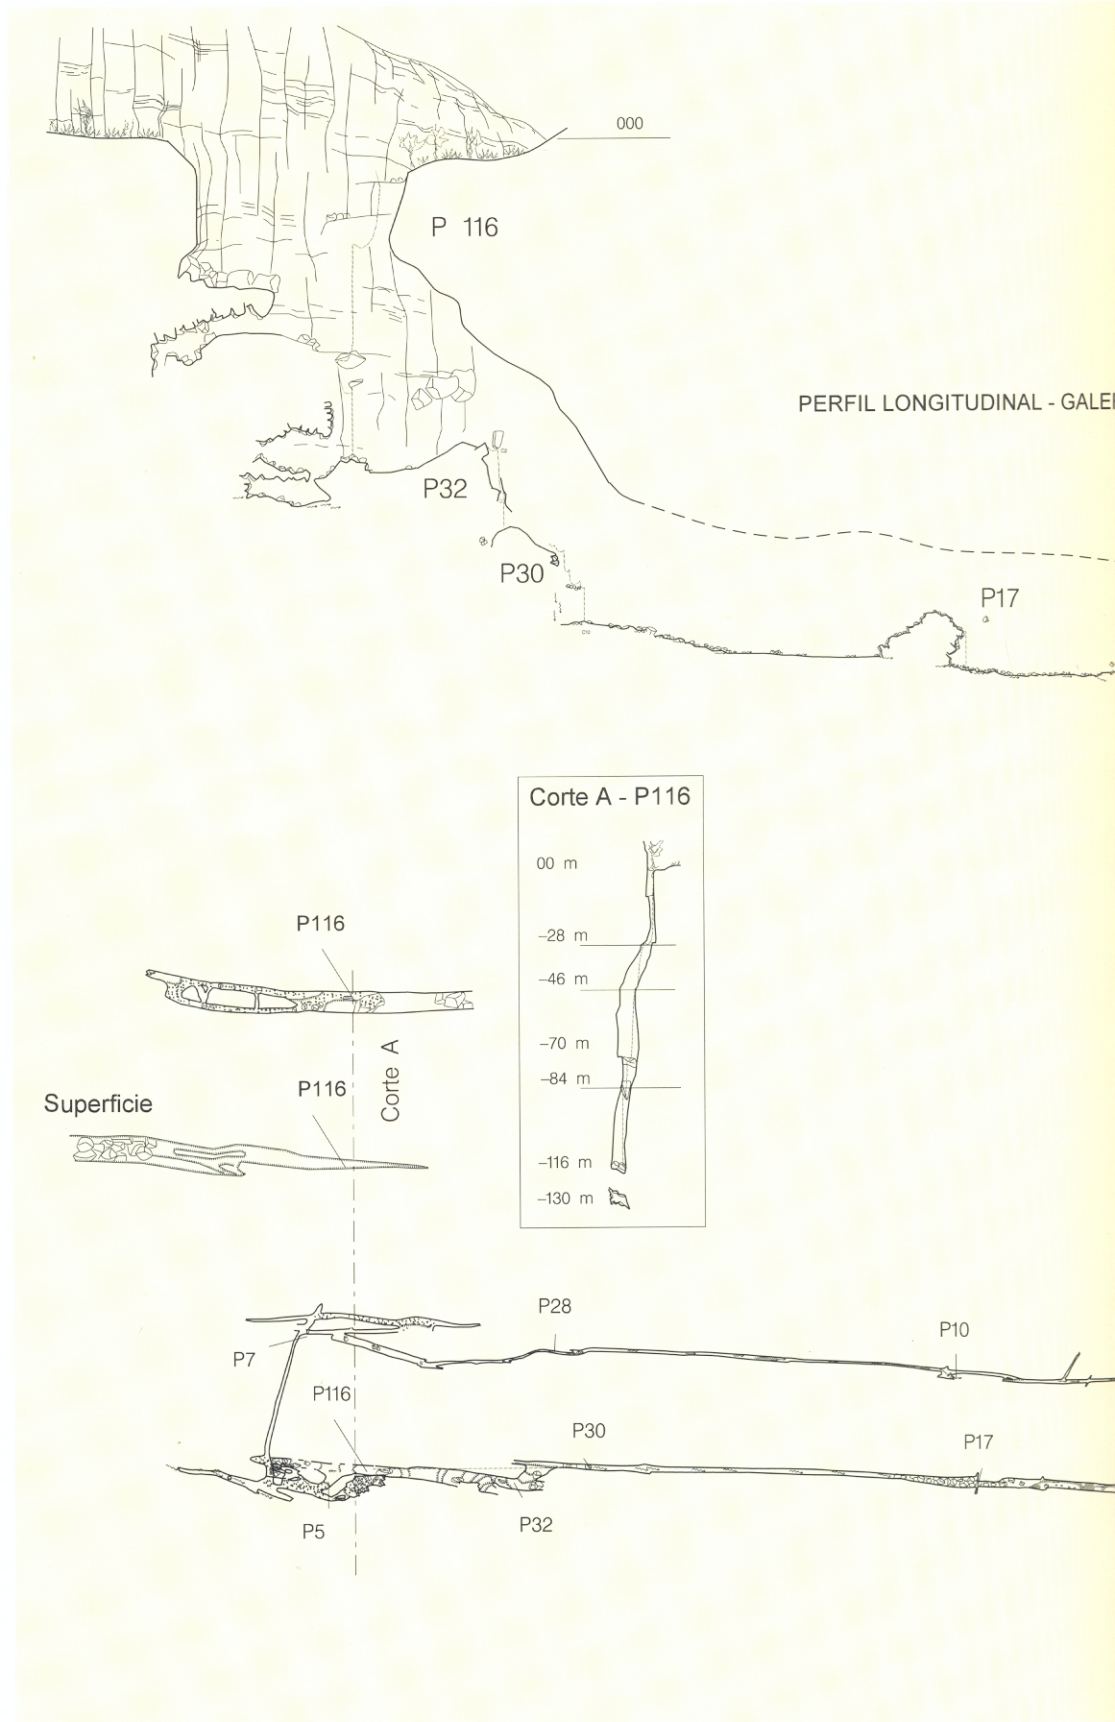 000
P 116
PERFIL LONGITUDINAL - GALE
P32
P30
P17
Corte A - P116
00 m
–28 m
–46 m
–70 m
–84 m
–116 m
–130 m
P116
Corte A
Superficie
P116
P28
P10
P7
P116
P30
P17
P5
P32